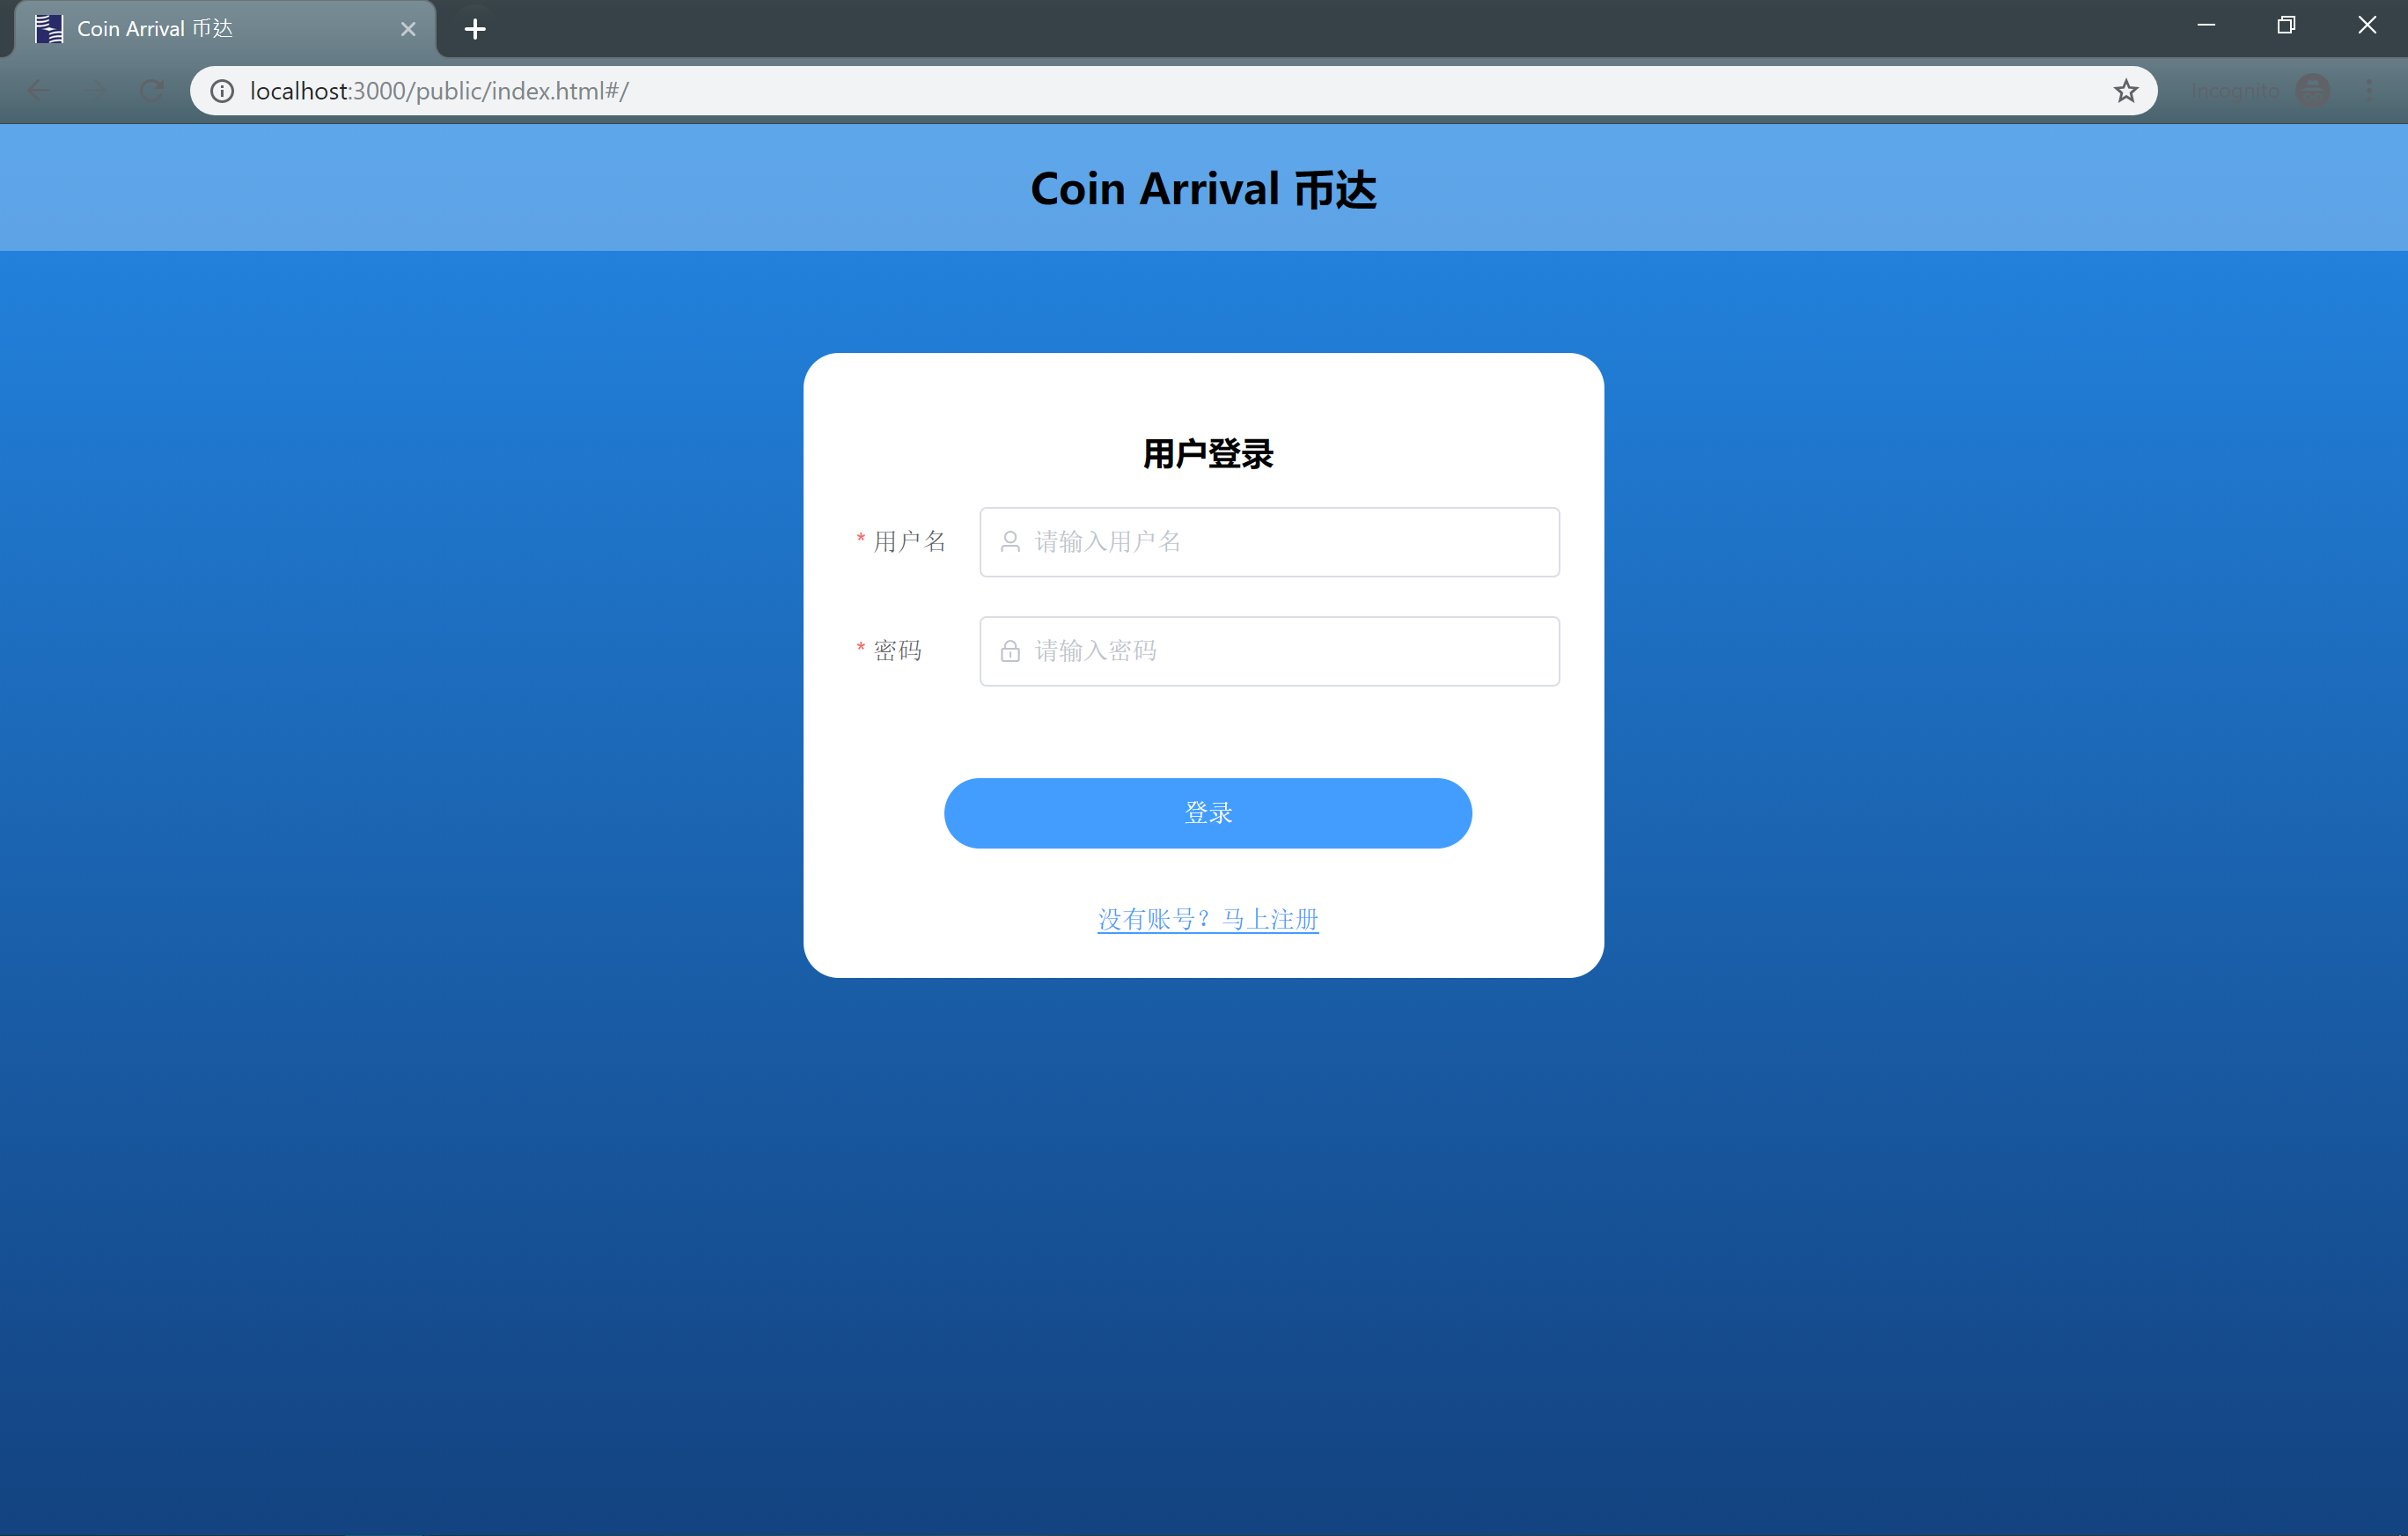 Coin Arrival 币达
localhost:3000/public/index.html#/
Incognito
Coin Arrival 币达
用户登录
* 用户名
请输入用户名
* 密码
请输入密码
登录
没有账号？马上注册